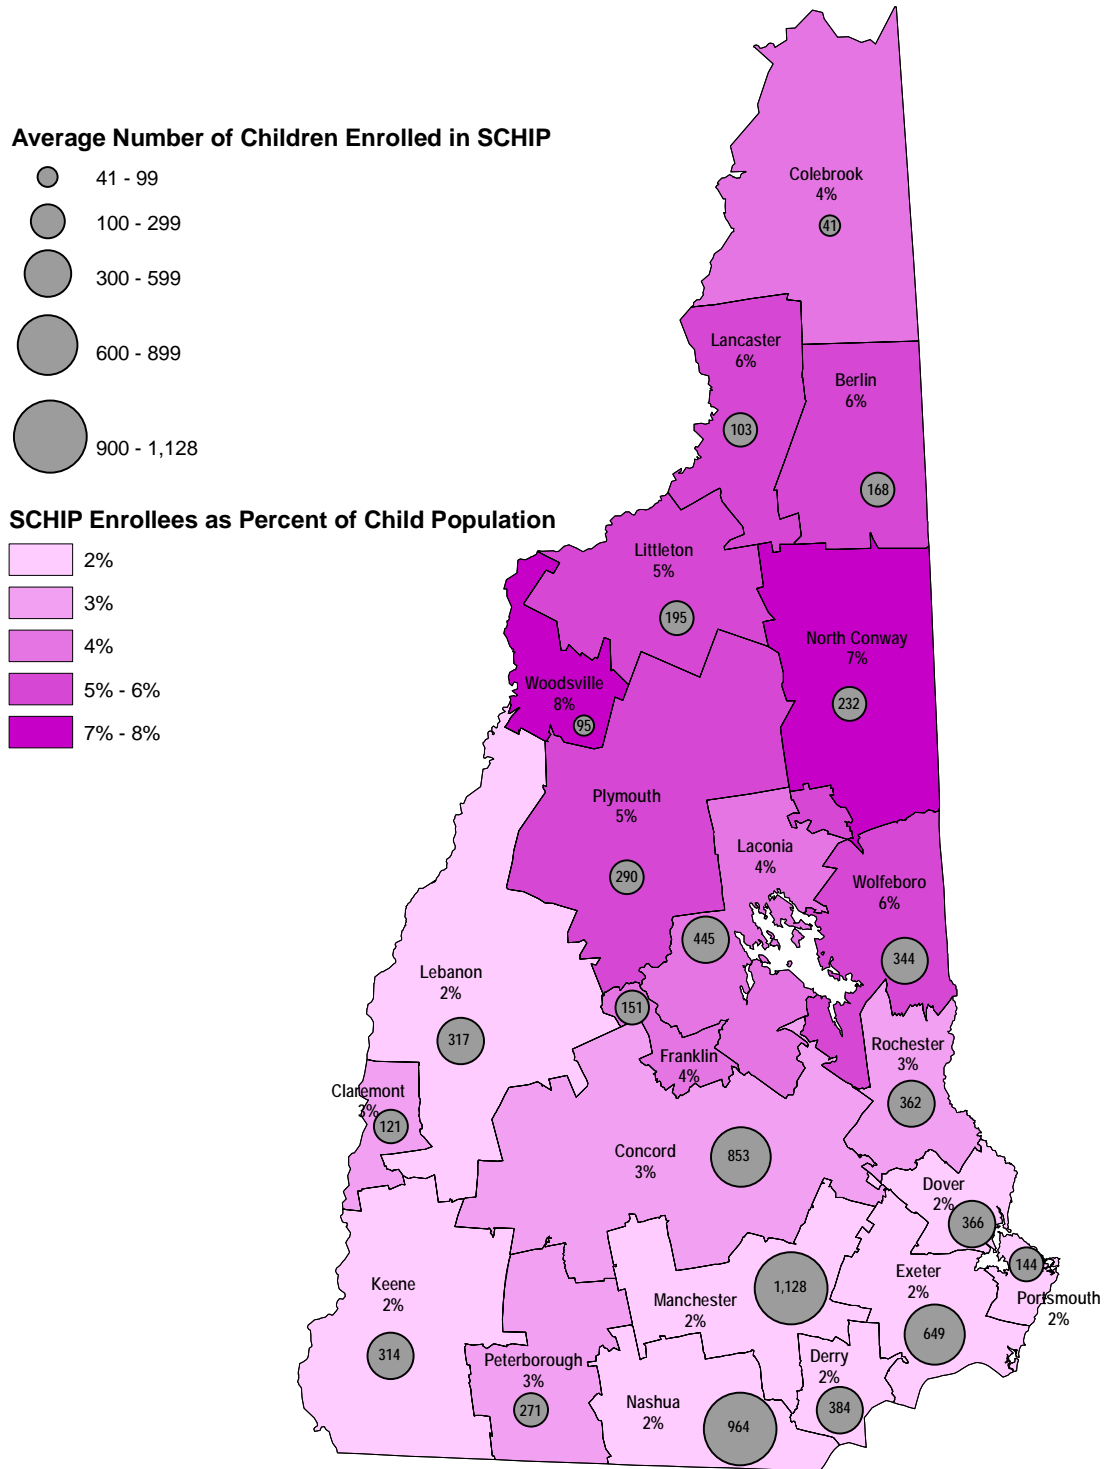 Average Number of Children Enrolled in SCHIP
41 - 99
100 - 299
300 - 599
600 - 899
900 - 1,128
SCHIP Enrollees as Percent of Child Population
2%
3%
4%
5% - 6%
7% - 8%
Colebrook
4%
41
Lancaster
6%
103
Berlin
6%
168
Littleton
5%
195
North Conway
7%
232
Woodsville
8%
95
Plymouth
5%
290
Laconia
4%
445
Wolfeboro
6%
344
Lebanon
2%
317
151
Franklin
4%
Rochester
3%
362
Claremont
3%
121
Concord
3%
853
Dover
2%
366
Keene
2%
314
Manchester
2%
1,128
Exeter
2%
649
144
Portsmouth
2%
Peterborough
3%
271
Derry
2%
384
Nashua
2%
964